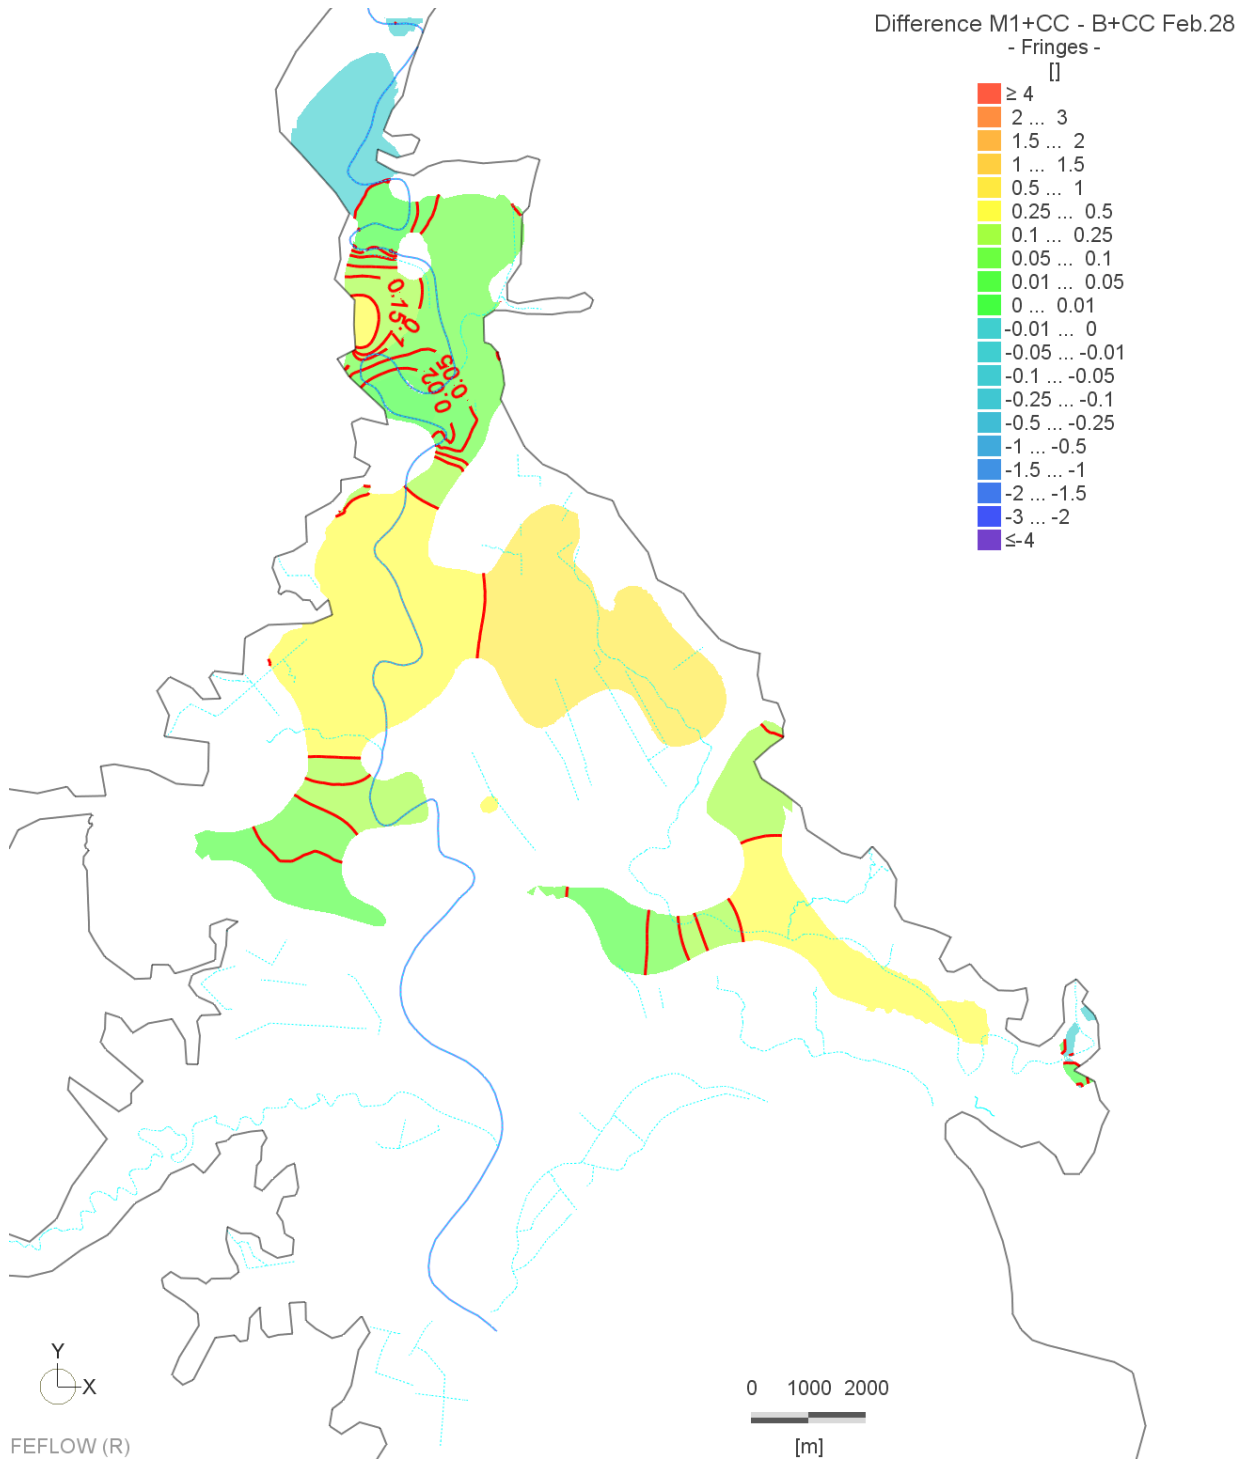 Difference M1+CC - B+CC Feb.28
- Fringes -
[]
≥ 4
2 ... 3
1.5 ... 2
1 ... 1.5
0.5 ... 1
0.25 ... 0.5
0.1 ... 0.25
0.05 ... 0.1
0.01 ... 0.05
0 ... 0.01
-0.01 ... 0
-0.05 ... -0.01
-0.1 ... -0.05
-0.25 ... -0.1
-0.5 ... -0.25
-1 ... -0.5
-1.5 ... -1
-2 ... -1.5
-3 ... -2
≤-4
0.15
0.1
0.05
0.02
Y
X
0 1000 2000
[m]
FEFLOW (R)